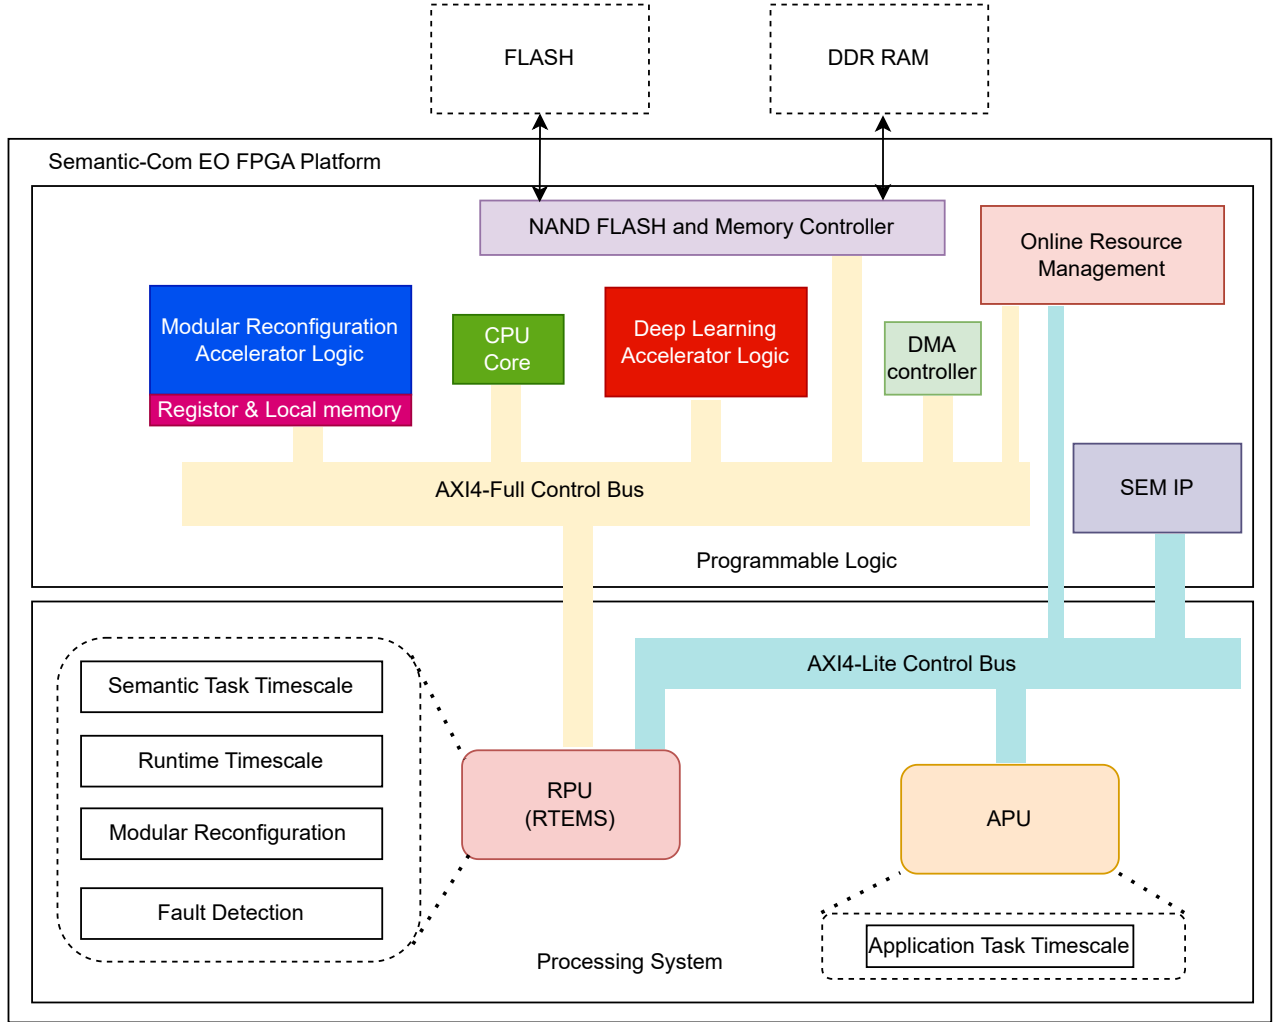 FLASH
DDR RAM
Semantic-Com EO FPGA Platform
NAND FLASH and Memory Controller
Online Resource
Management
Modular Reconfiguration
Accelerator Logic
Registor & Local memory
CPU
Core
Deep Learning
Accelerator Logic
DMA
controller
AXI4-Full Control Bus
SEM IP
Programmable Logic
AXI4-Lite Control Bus
Semantic Task Timescale
Runtime Timescale
Modular Reconfiguration
Fault Detection
RPU
(RTEMS)
APU
Application Task Timescale
Processing System